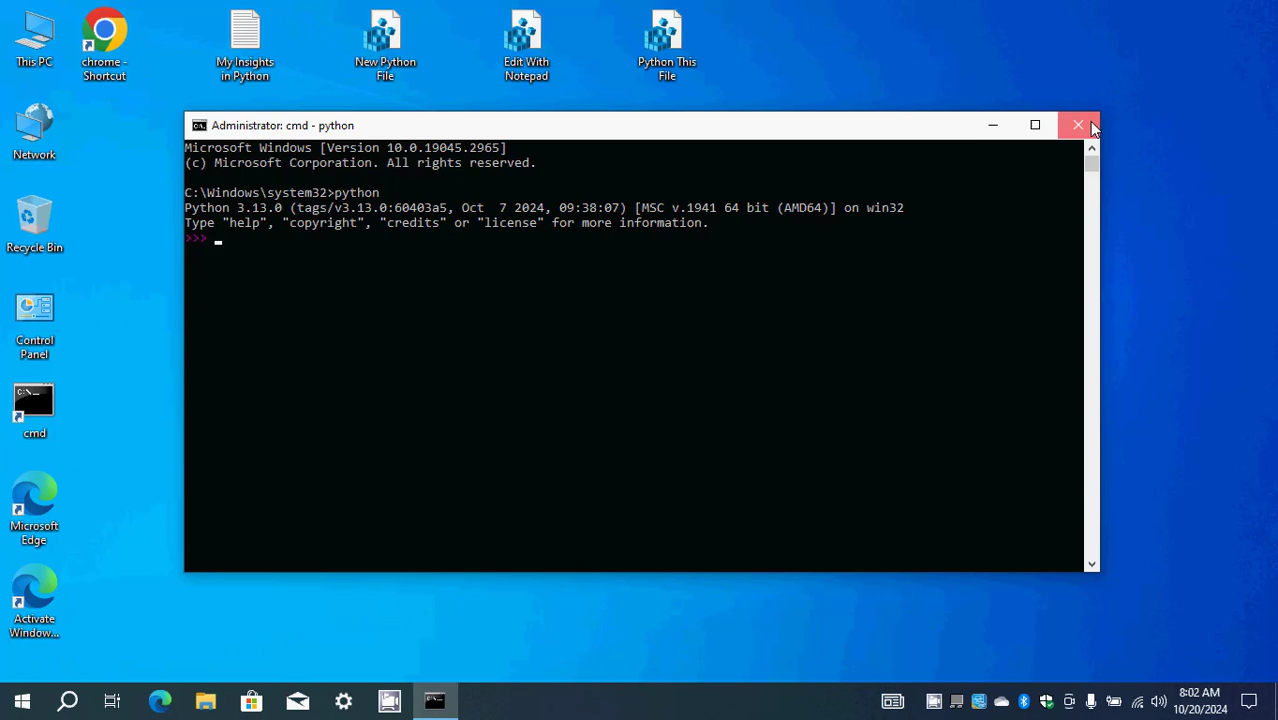 This PC
chrome -
Shortcut
My Insights
in Python
New Python
File
Edit With
Notepad
Python This
File
Network
Recycle Bin
Control
Panel
C:\_
cmd
Microsoft
Edge
Activate
Window...
C:\. Administrator: cmd - python
Microsoft Windows [Version 10.0.19045.2965]
(c) Microsoft Corporation. All rights reserved.
C:\Windows\system32>python
Python 3.13.0 (tags/v3.13.0:60403a5, Oct  7 2024, 09:38:07) [MSC v.1941 64 bit (AMD64)] on win32
Type "help", "copyright", "credits" or "license" for more information.
>>>
8:02 AM
10/20/2024